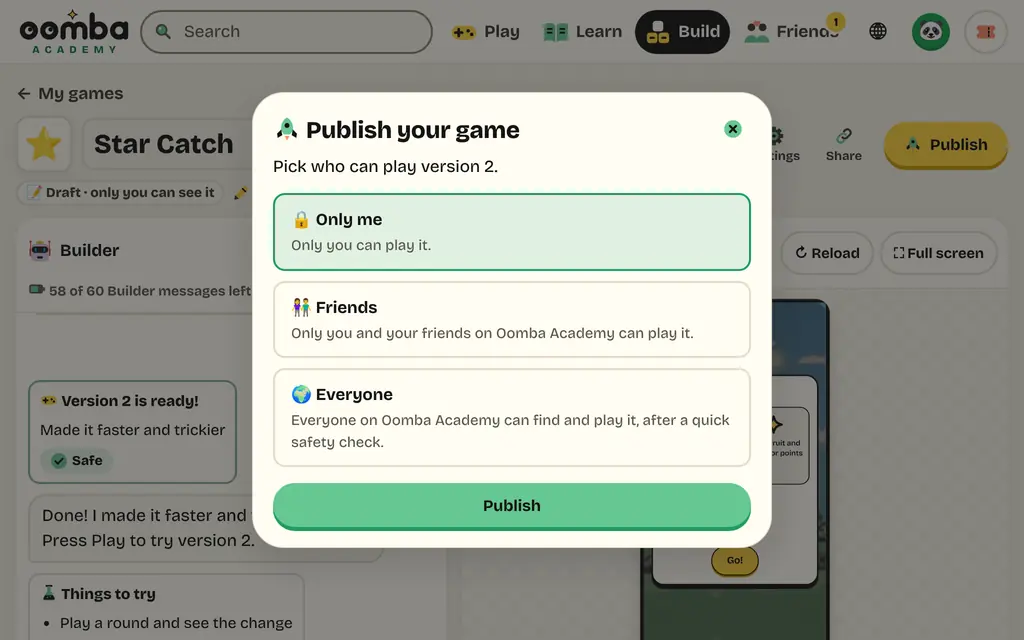 oomba
ACADEMY
Search
Play
Learn
Build
Friends
1
← My games
Star Catch
Share
Publish
Draft · only you can see it
Builder
58 of 60 Builder messages left
Reload
Full screen
Version 2 is ready!
Made it faster and trickier
Safe
Done! I made it faster and
Press Play to try version 2.
Things to try
• Play a round and see the change
Publish your game
Pick who can play version 2.
Only me
Only you can play it.
Friends
Only you and your friends on Oomba Academy can play it.
Everyone
Everyone on Oomba Academy can find and play it, after a quick
safety check.
Publish
Go!